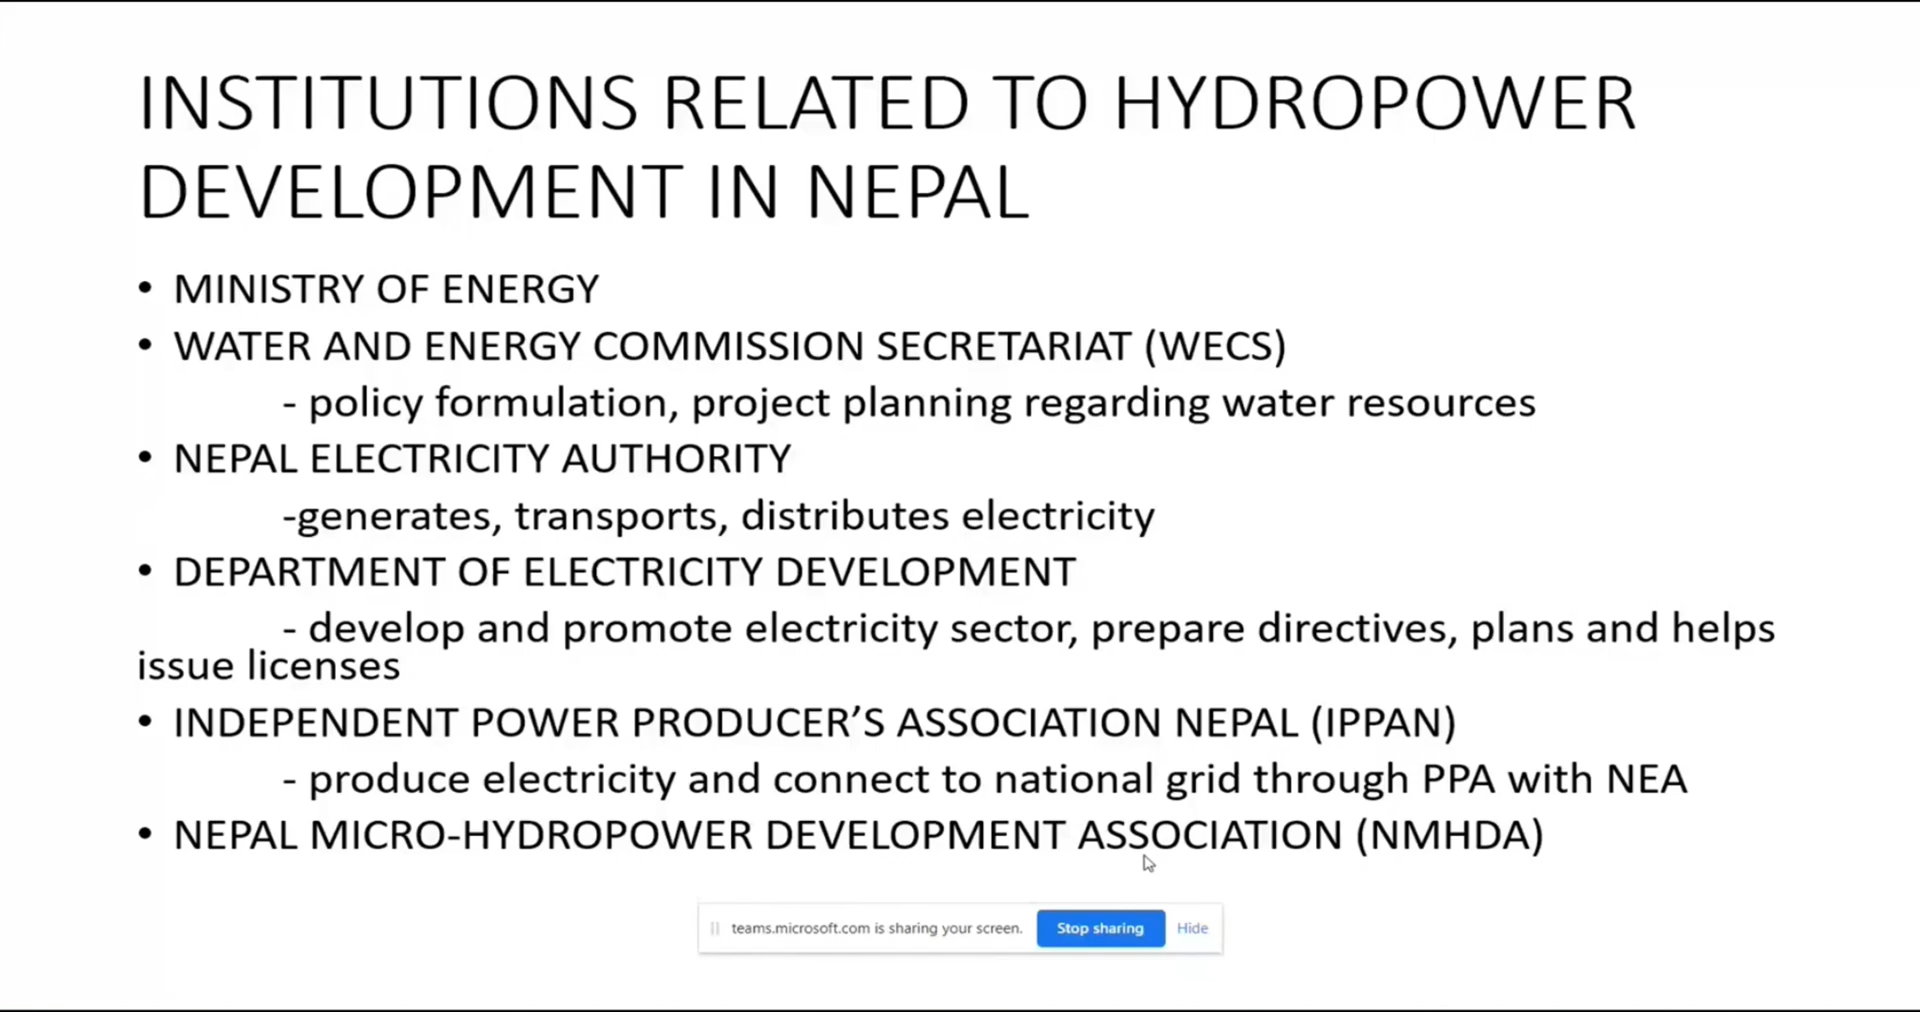 INSTITUTIONS RELATED TO HYDROPOWER
DEVELOPMENT IN NEPAL
• MINISTRY OF ENERGY
• WATER AND ENERGY COMMISSION SECRETARIAT (WECS)
- policy formulation, project planning regarding water resources
• NEPAL ELECTRICITY AUTHORITY
-generates, transports, distributes electricity
• DEPARTMENT OF ELECTRICITY DEVELOPMENT
- develop and promote electricity sector, prepare directives, plans and helps
issue licenses
• INDEPENDENT POWER PRODUCER’S ASSOCIATION NEPAL (IPPAN)
- produce electricity and connect to national grid through PPA with NEA
• NEPAL MICRO-HYDROPOWER DEVELOPMENT ASSOCIATION (NMHDA)
teams.microsoft.com is sharing your screen. Stop sharing Hide